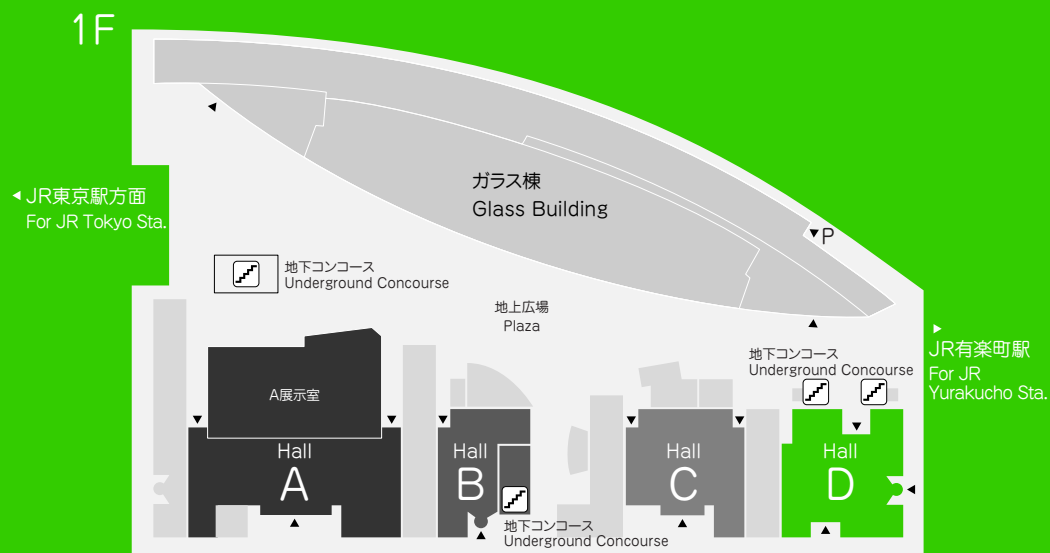 1F
ガラス棟
Glass Building
JR東京駅方面
For JR Tokyo Sta.
P
地下コンコース
Underground Concourse
地上広場
Plaza
JR有楽町駅
For JR
Yurakucho Sta.
地下コンコース
Underground Concourse
A展示室
Hall
A
Hall
B
Hall
C
Hall
D
地下コンコース
Underground Concourse